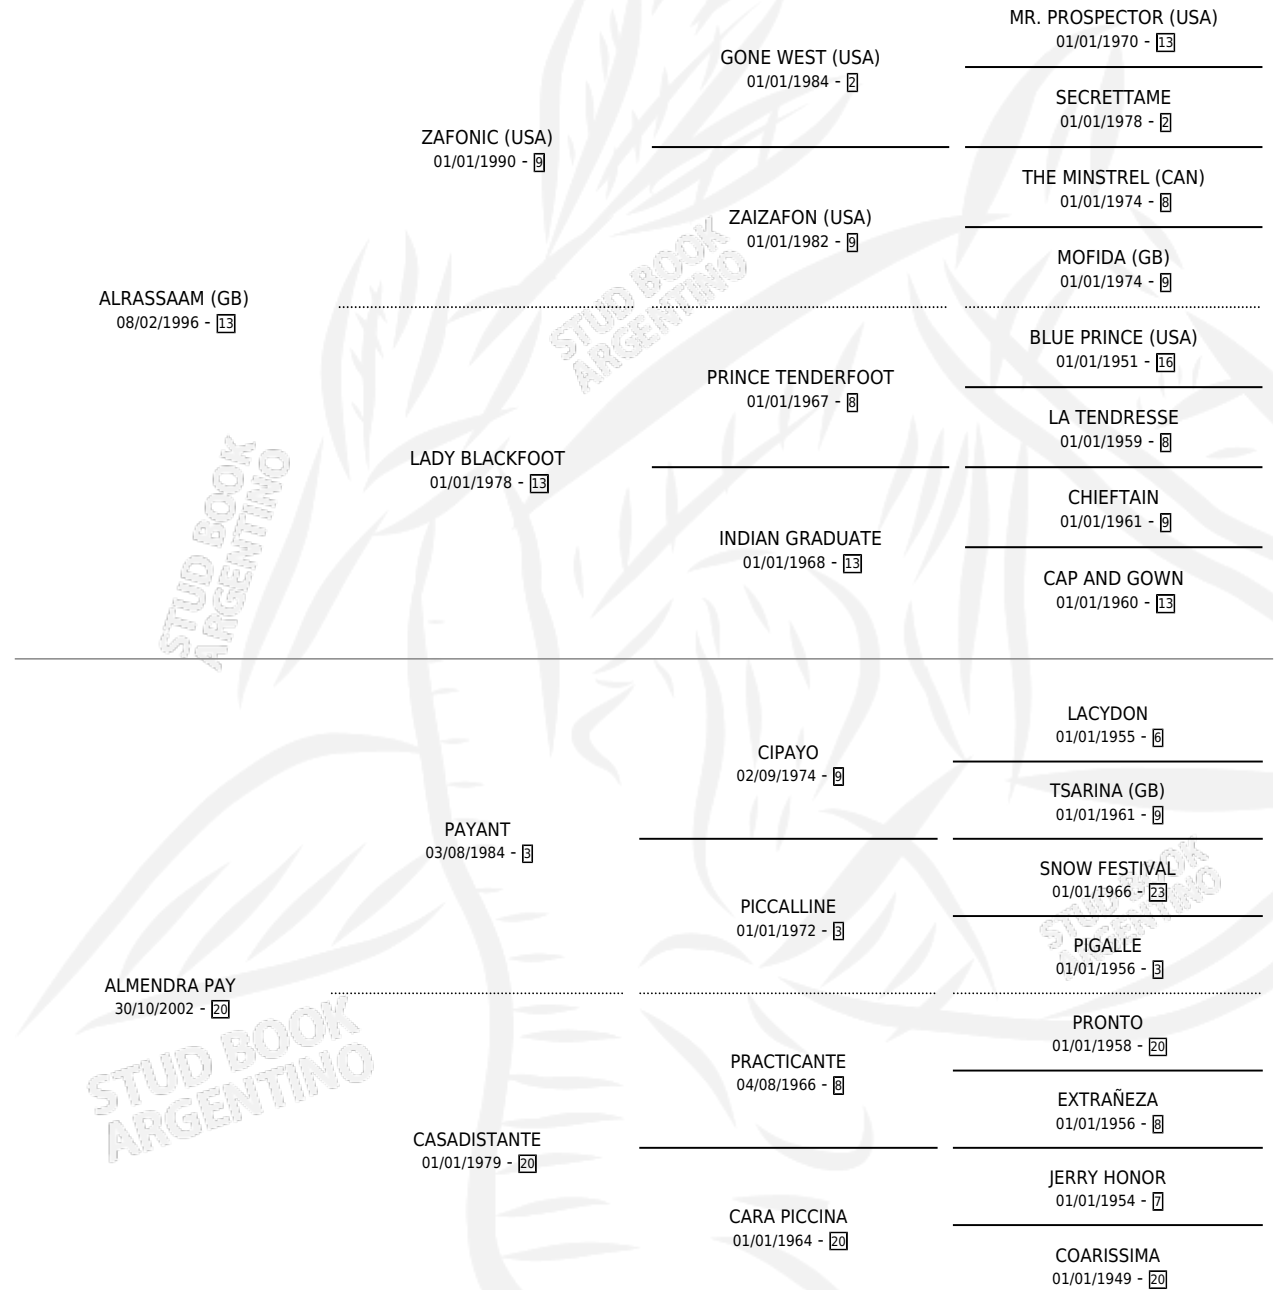 MR. PROSPECTOR (USA)
01/01/1970 - 13
GONE WEST (USA)
01/01/1984 - 2
SECRETTAME
01/01/1978 - 2
ZAFONIC (USA)
01/01/1990 - 9
THE MINSTREL (CAN)
01/01/1974 - 8
ZAIZAFON (USA)
01/01/1982 - 9
MOFIDA (GB)
01/01/1974 - 9
ALRASSAAM (GB)
08/02/1996 - 13
BLUE PRINCE (USA)
01/01/1951 - 16
PRINCE TENDERFOOT
01/01/1967 - 8
LA TENDRESSE
01/01/1959 - 8
LADY BLACKFOOT
01/01/1978 - 13
CHIEFTAIN
01/01/1961 - 9
INDIAN GRADUATE
01/01/1968 - 13
CAP AND GOWN
01/01/1960 - 13
LACYDON
01/01/1955 - 6
CIPAYO
02/09/1974 - 9
TSARINA (GB)
01/01/1961 - 9
PAYANT
03/08/1984 - 3
SNOW FESTIVAL
01/01/1966 - 23
PICCALLINE
01/01/1972 - 3
PIGALLE
01/01/1956 - 3
ALMENDRA PAY
30/10/2002 - 20
PRONTO
01/01/1958 - 20
PRACTICANTE
04/08/1966 - 8
EXTRAÑEZA
01/01/1956 - 8
CASADISTANTE
01/01/1979 - 20
JERRY HONOR
01/01/1954 - 7
CARA PICCINA
01/01/1964 - 20
COARISSIMA
01/01/1949 - 20
STUD BOOK
ARGENTINO
STUD BOOK
ARGENTINO
STUD BOOK
ARGENTINO
STUD BOOK
ARGENTINO